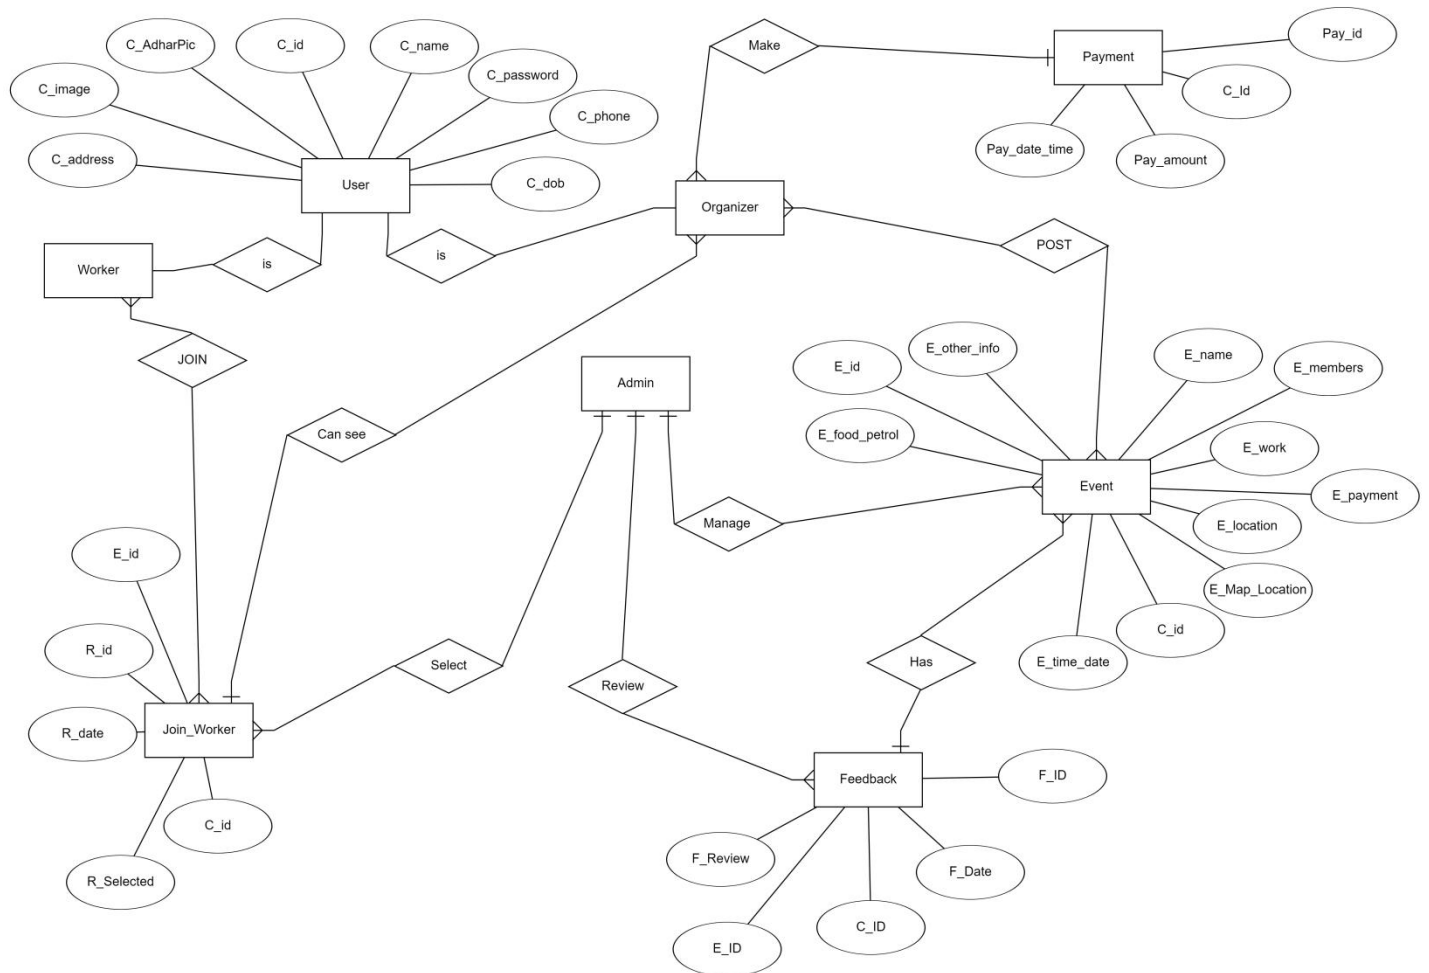 C_AdharPic
C_id
C_name
Make
Payment
Pay_id
C_image
C_password
C_Id
C_phone
Pay_date_time
Pay_amount
C_address
User
C_dob
Organizer
Worker
is
is
POST
JOIN
Admin
E_id
E_other_info
E_name
E_members
Can see
E_food_petrol
E_work
Event
E_payment
Manage
E_location
E_id
E_Map_Location
R_id
Select
Review
Has
E_time_date
C_id
R_date
Join_Worker
Feedback
F_ID
C_id
F_Review
F_Date
R_Selected
E_ID
C_ID